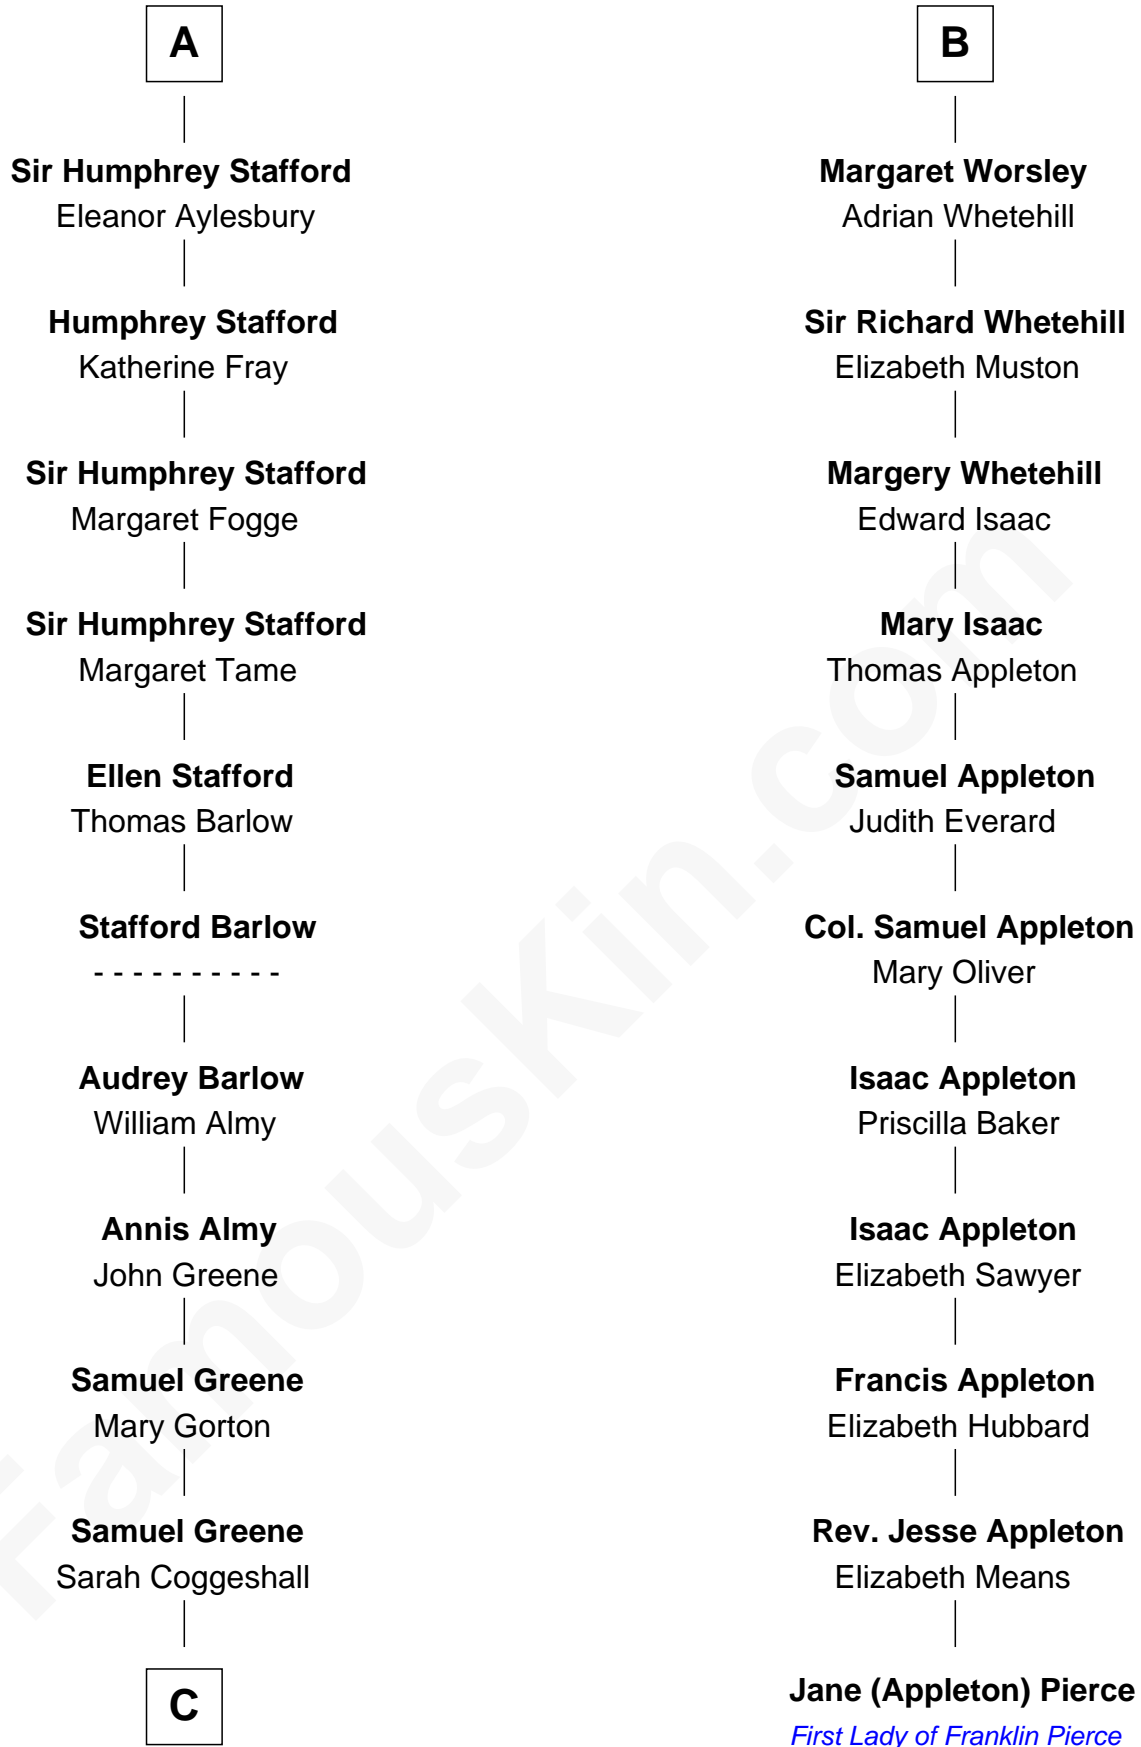 A
Sir Humphrey Stafford
Eleanor Aylesbury
Humphrey Stafford
Katherine Fray
Sir Humphrey Stafford
Margaret Fogge
Sir Humphrey Stafford
Margaret Tame
Ellen Stafford
Thomas Barlow
Stafford Barlow
- - - - - - - - - -
Audrey Barlow
William Almy
Annis Almy
John Greene
Samuel Greene
Mary Gorton
Samuel Greene
Sarah Coggeshall
C
B
Margaret Worsley
Adrian Whetehill
Sir Richard Whetehill
Elizabeth Muston
Margery Whetehill
Edward Isaac
Mary Isaac
Thomas Appleton
Samuel Appleton
Judith Everard
Col. Samuel Appleton
Mary Oliver
Isaac Appleton
Priscilla Baker
Isaac Appleton
Elizabeth Sawyer
Francis Appleton
Elizabeth Hubbard
Rev. Jesse Appleton
Elizabeth Means
Jane (Appleton) Pierce
First Lady of Franklin Pierce
FamousKin.com